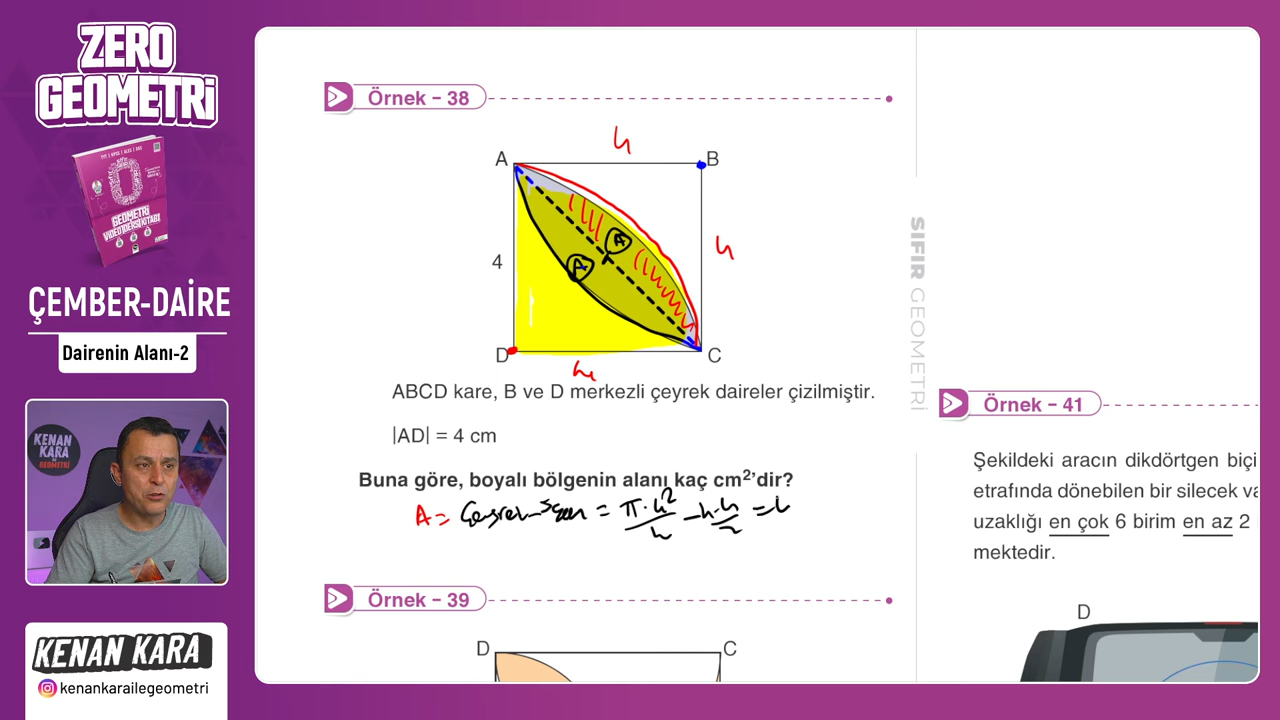 ZERO
GEOMETRİ
ÇEMBER-DAİRE
Dairenin Alanı-2
KENAN
KARA
İLE
GEOMETRİ
KENAN KARA
kenankarailegeometri
Örnek - 38
4
A
B
4
4
A
A
D
C
4
ABCD kare, B ve D merkezli çeyrek daireler çizilmiştir.
|AD| = 4 cm
Buna göre, boyalı bölgenin alanı kaç cm²'dir?
A = Çeyrek - üçgen = π·4²/4 - 4·4/2 =
Örnek - 39
D
C
SIFIR GEOMETRİ
Örnek - 41
Şekildeki aracın dikdörtgen biçi
etrafında dönebilen bir silecek va
uzaklığı en çok 6 birim en az 2
mektedir.
D